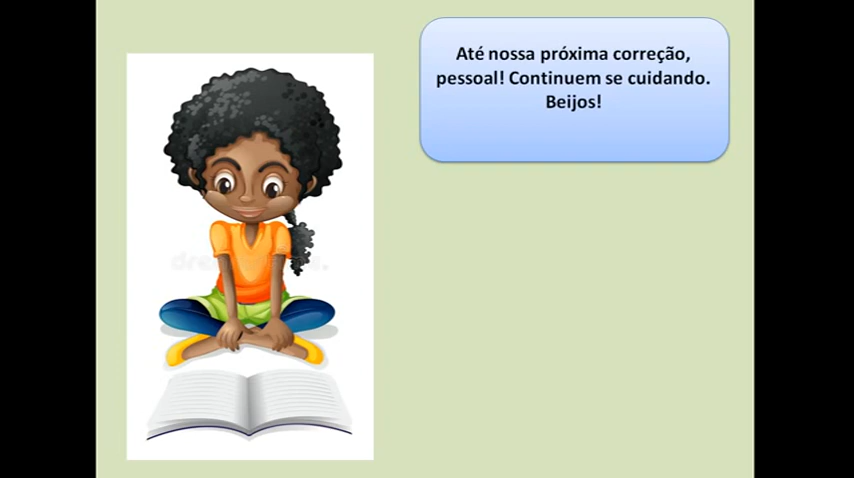 Até nossa próxima correção,
pessoal! Continuem se cuidando.
Beijos!